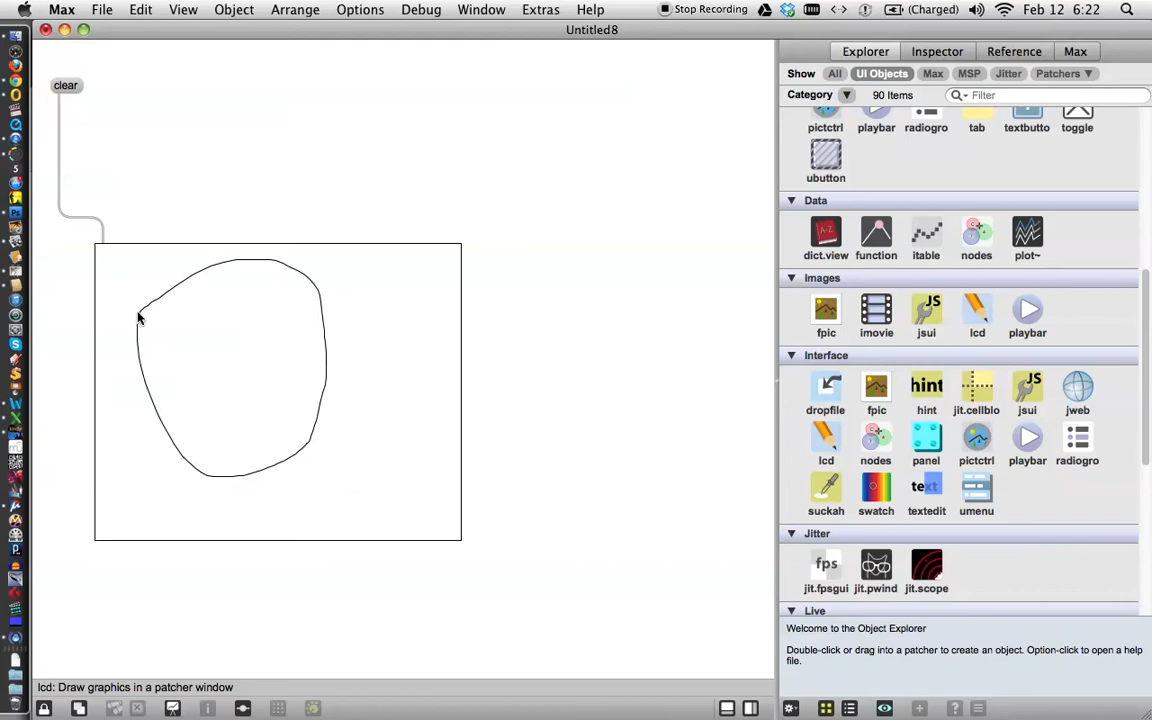 Max File Edit View Object Arrange Options Debug Window Extras Help Stop Recording (Charged) Feb 12 6:22
Untitled8
Explorer Inspector Reference Max
Show All UI Objects Max MSP Jitter Patchers ▼
Category ▼ 90 Items Filter
clear
pictctrl playbar radiogro tab textbutto toggle
ubutton
Data
dict.view function itable nodes plot~
Images
JS
fpic imovie jsui lcd playbar
Interface
hint JS
dropfile fpic hint jit.cellblo jsui jweb
lcd nodes panel pictctrl playbar radiogro
text
suckah swatch textedit umenu
Jitter
fps
jit.fpsgui jit.pwind jit.scope
Live
Welcome to the Object Explorer
Double-click or drag into a patcher to create an object. Option-click to open a help
file.
lcd: Draw graphics in a patcher window